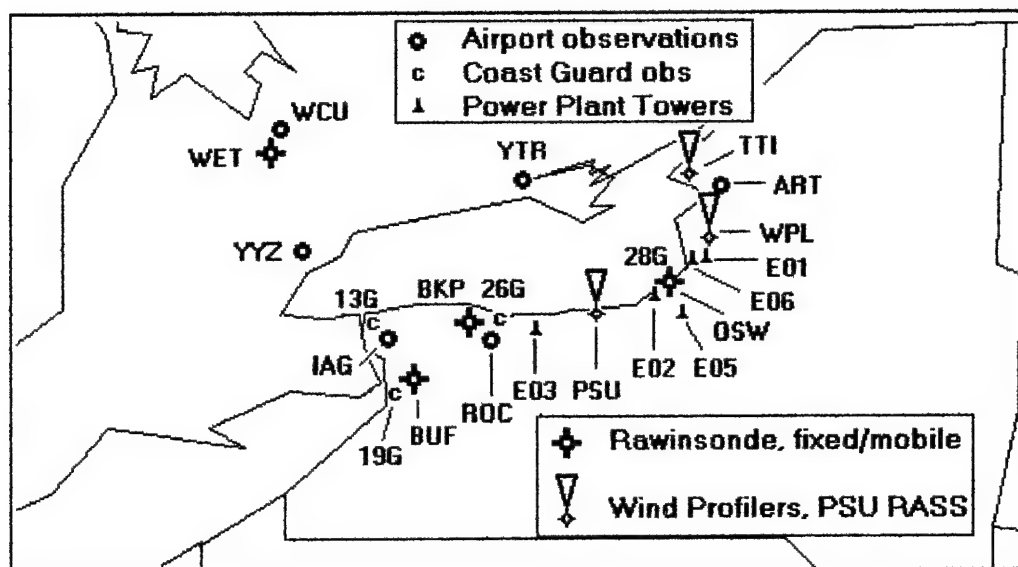 Airport observations
Coast Guard obs
Power Plant Towers
WCU
WET
YTR
TTI
ART
WPL
YYZ
28G
E01
13G
BKP
26G
E06
OSW
IAG
E02
E05
E03
PSU
ROC
BUF
19G
Rawinsonde, fixed/mobile
Wind Profilers, PSU RASS